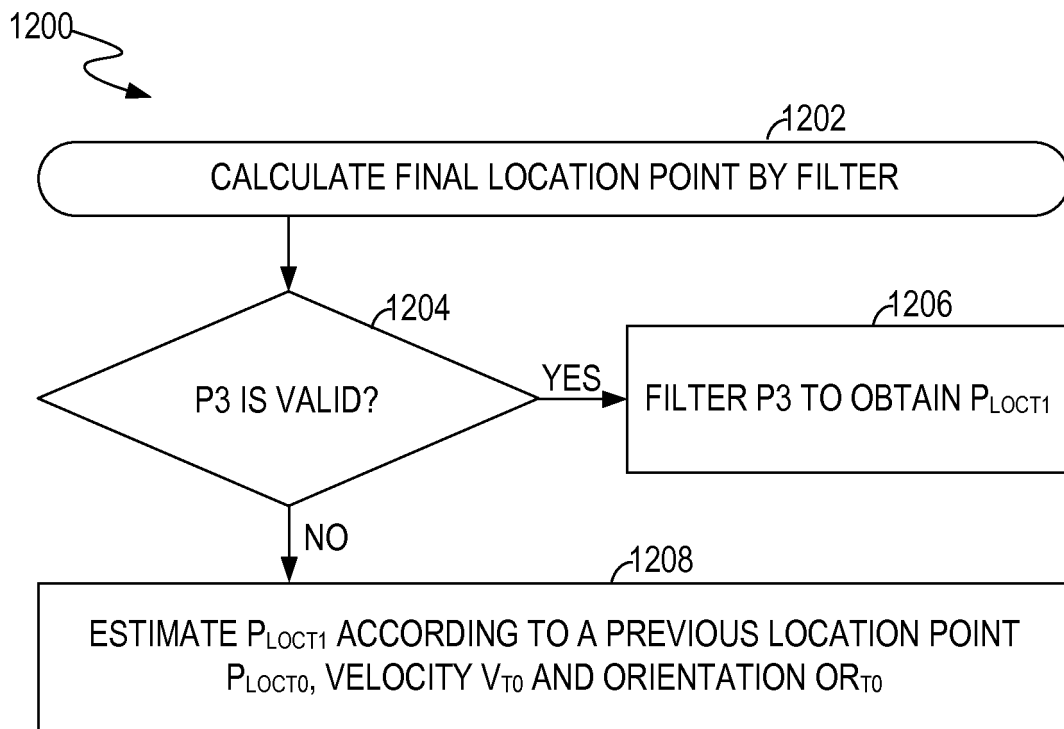 1200
1202
CALCULATE FINAL LOCATION POINT BY FILTER
1204
P3 IS VALID?
YES
1206
FILTER P3 TO OBTAIN PLOCT1
NO
1208
ESTIMATE PLOCT1 ACCORDING TO A PREVIOUS LOCATION POINT
PLOCT0, VELOCITY VT0 AND ORIENTATION ORT0